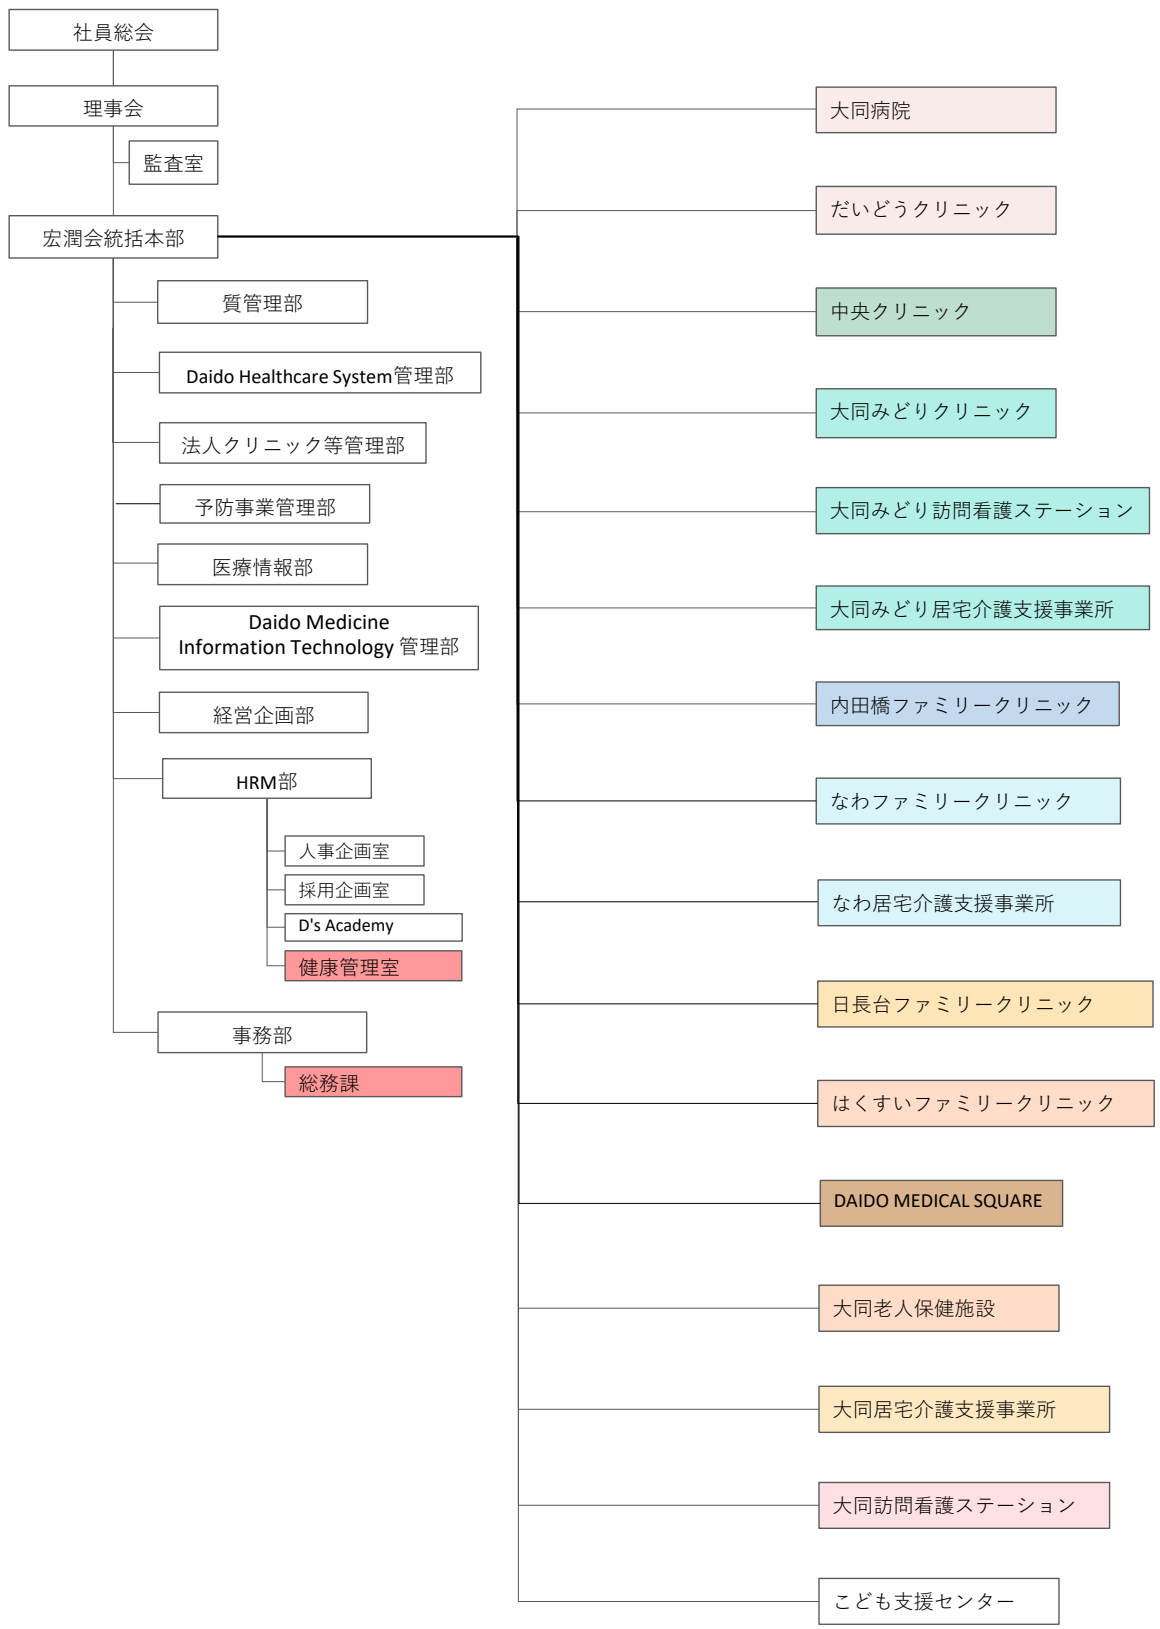 社員総会
理事会
監査室
宏潤会統括本部
質管理部
Daido Healthcare System管理部
法人クリニック等管理部
予防事業管理部
医療情報部
Daido Medicine
Information Technology 管理部
経営企画部
HRM部
人事企画室
採用企画室
D's Academy
健康管理室
事務部
総務課
大同病院
だいどうクリニック
中央クリニック
大同みどりクリニック
大同みどり訪問看護ステーション
大同みどり居宅介護支援事業所
内田橋ファミリークリニック
なわファミリークリニック
なわ居宅介護支援事業所
日長台ファミリークリニック
はくすいファミリークリニック
DAIDO MEDICAL SQUARE
大同老人保健施設
大同居宅介護支援事業所
大同訪問看護ステーション
こども支援センター